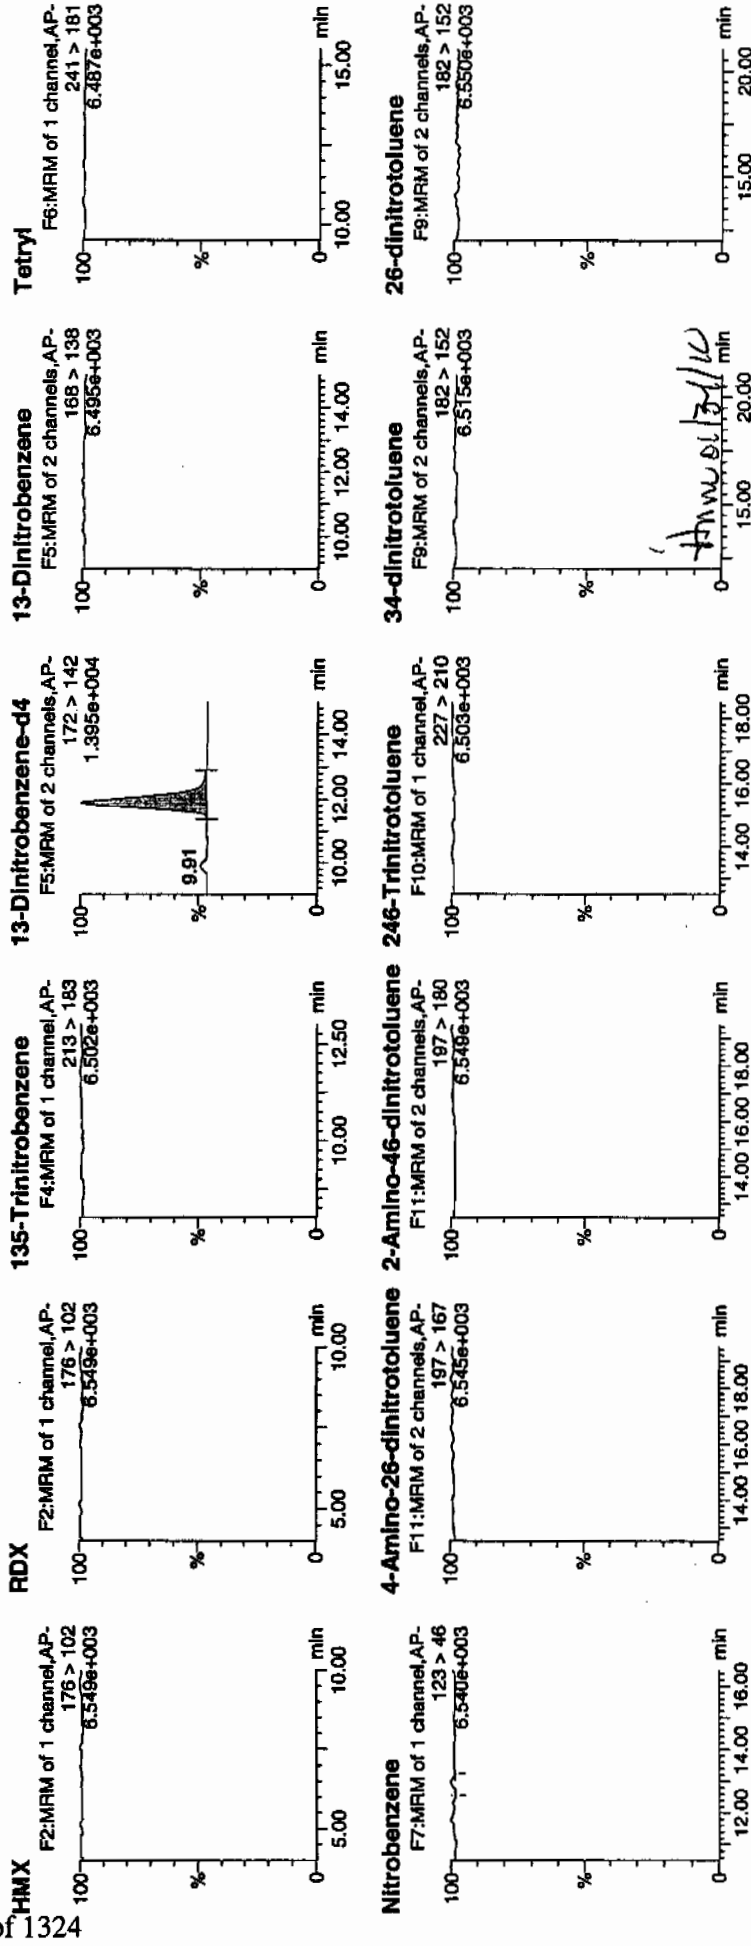 HMX
F2:MRM of 1 channel,AP-
176 > 102
6.549e+003
100
%
0
5.00 10.00 min
RDX
F2:MRM of 1 channel,AP-
176 > 102
6.549e+003
100
%
0
5.00 10.00 min
135-Trinitrobenzene
F4:MRM of 1 channel,AP-
213 > 183
6.502e+003
100
%
0
10.00 12.50 min
13-Dinitrobenzene-d4
F5:MRM of 2 channels,AP-
172 > 142
1.395e+004
100
9.91
%
0
10.00 12.00 14.00 min
13-Dinitrobenzene
F5:MRM of 2 channels,AP-
168 > 138
6.495e+003
100
%
0
10.00 12.00 14.00 min
Tetryl
F6:MRM of 1 channel,AP-
241 > 181
6.487e+003
100
%
0
10.00 15.00 min
Nitrobenzene
F7:MRM of 1 channel,AP-
123 > 46
6.540e+003
100
%
0
12.00 14.00 16.00 min
4-Amino-26-dinitrotoluene
F11:MRM of 2 channels,AP-
197 > 167
6.545e+003
100
%
0
14.00 16.00 18.00 min
2-Amino-46-dinitrotoluene
F11:MRM of 2 channels,AP-
197 > 180
6.549e+003
100
%
0
14.00 16.00 18.00 min
246-Trinitrotoluene
F10:MRM of 1 channel,AP-
227 > 210
6.503e+003
100
%
0
14.00 16.00 18.00 min
34-dinitrotoluene
F9:MRM of 2 channels,AP-
182 > 152
6.515e+003
100
%
0
15.00 20.00 min
26-dinitrotoluene
F9:MRM of 2 channels,AP-
182 > 152
6.550e+003
100
%
0
15.00 20.00 min
of 1324